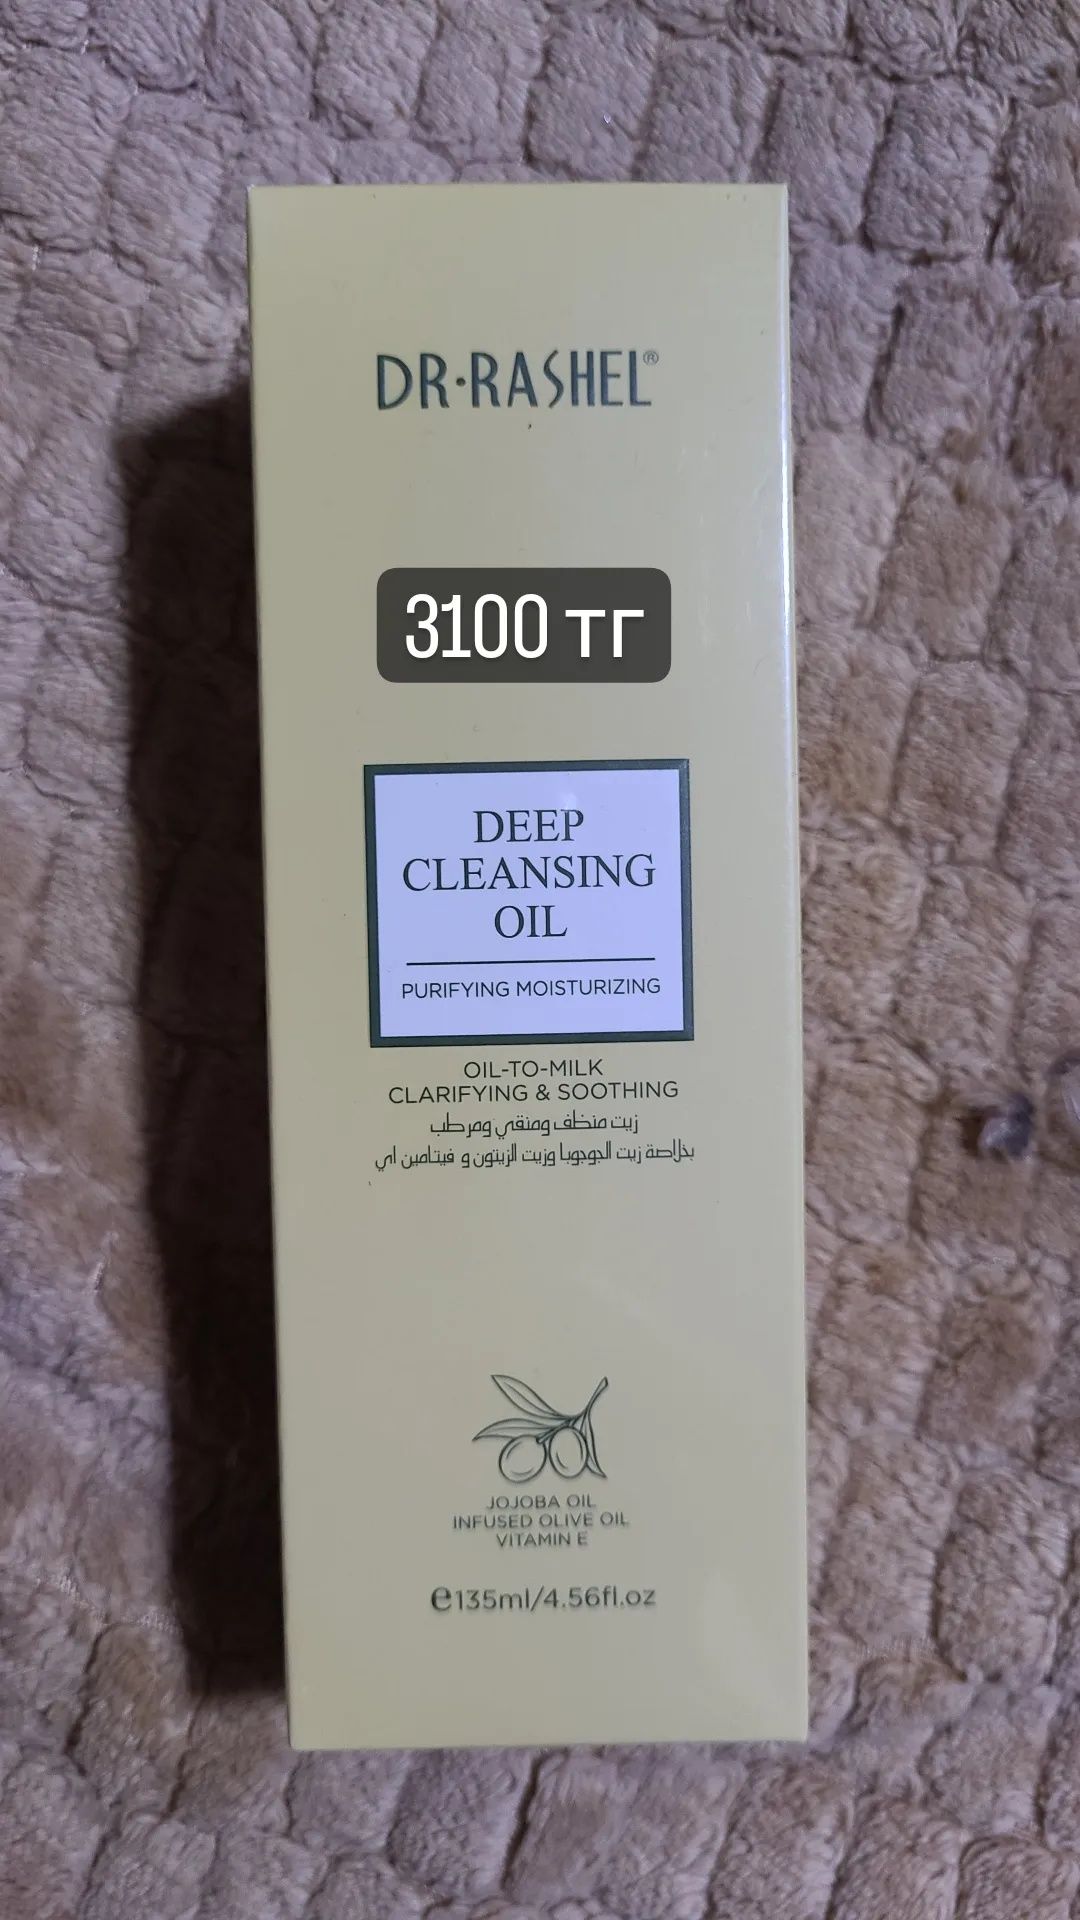 DR·RASHEL®
3100 тг
DEEP
CLEANSING
OIL
PURIFYING MOISTURIZING
OIL-TO-MILK
CLARIFYING & SOOTHING
زيت منظف ومنقي ومرطب
بخلاصة زيت الجوجوبا وزيت الزيتون و فيتامين اي
JOJOBA OIL
INFUSED OLIVE OIL
VITAMIN E
℮135ml/4.56fl.oz